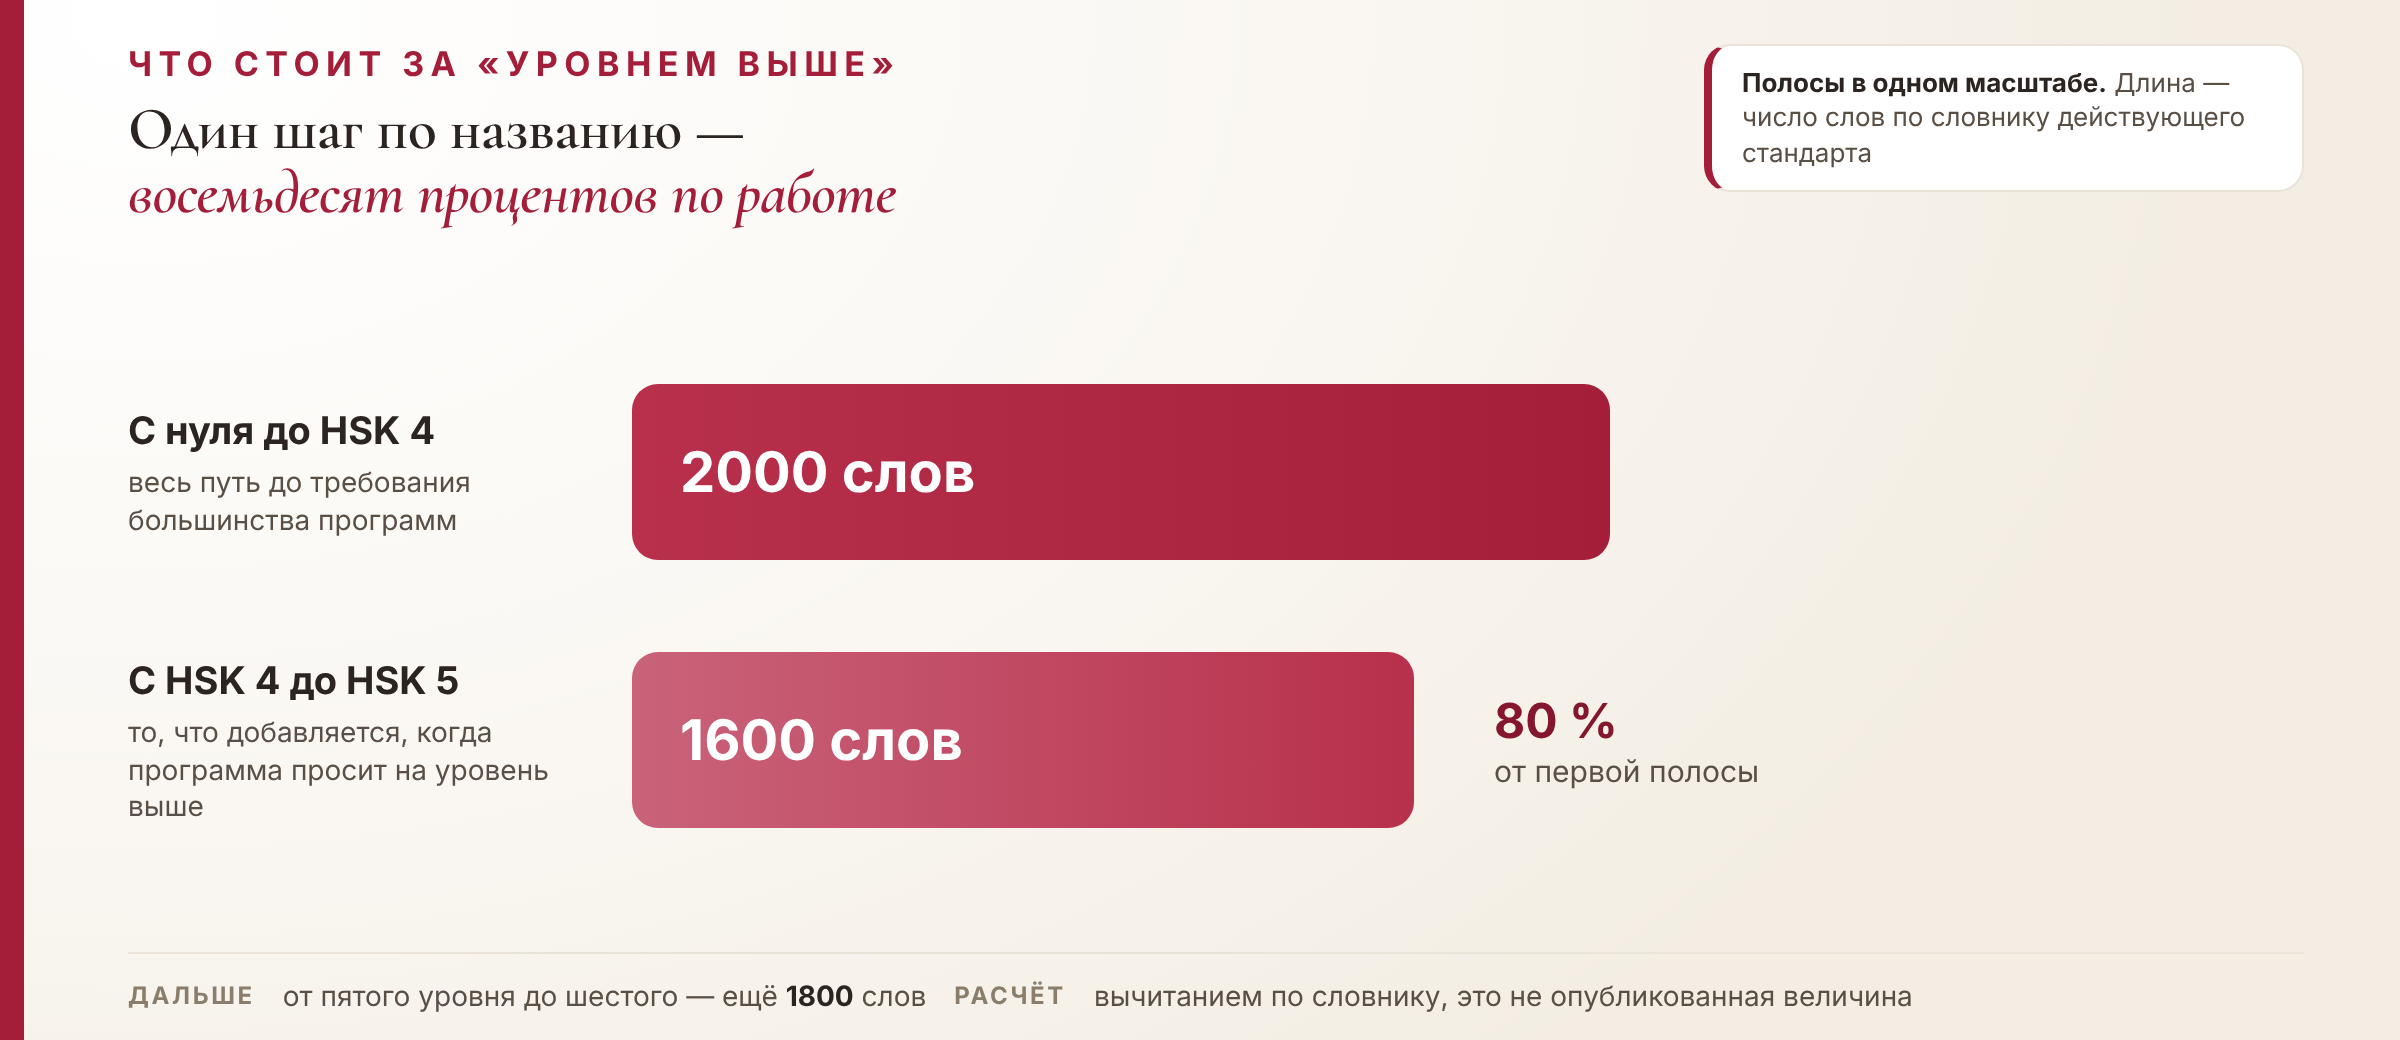 ЧТО СТОИТ ЗА «УРОВНЕМ ВЫШЕ»
Один шаг по названию —
восемьдесят процентов по работе
Полосы в одном масштабе. Длина —
число слов по словнику действующего
стандарта
С нуля до HSK 4
весь путь до требования
большинства программ
2000 слов
С HSK 4 до HSK 5
то, что добавляется, когда
программа просит на уровень
выше
1600 слов
80 %
от первой полосы
ДАЛЬШЕ от пятого уровня до шестого — ещё 1800 слов РАСЧЁТ вычитанием по словнику, это не опубликованная величина